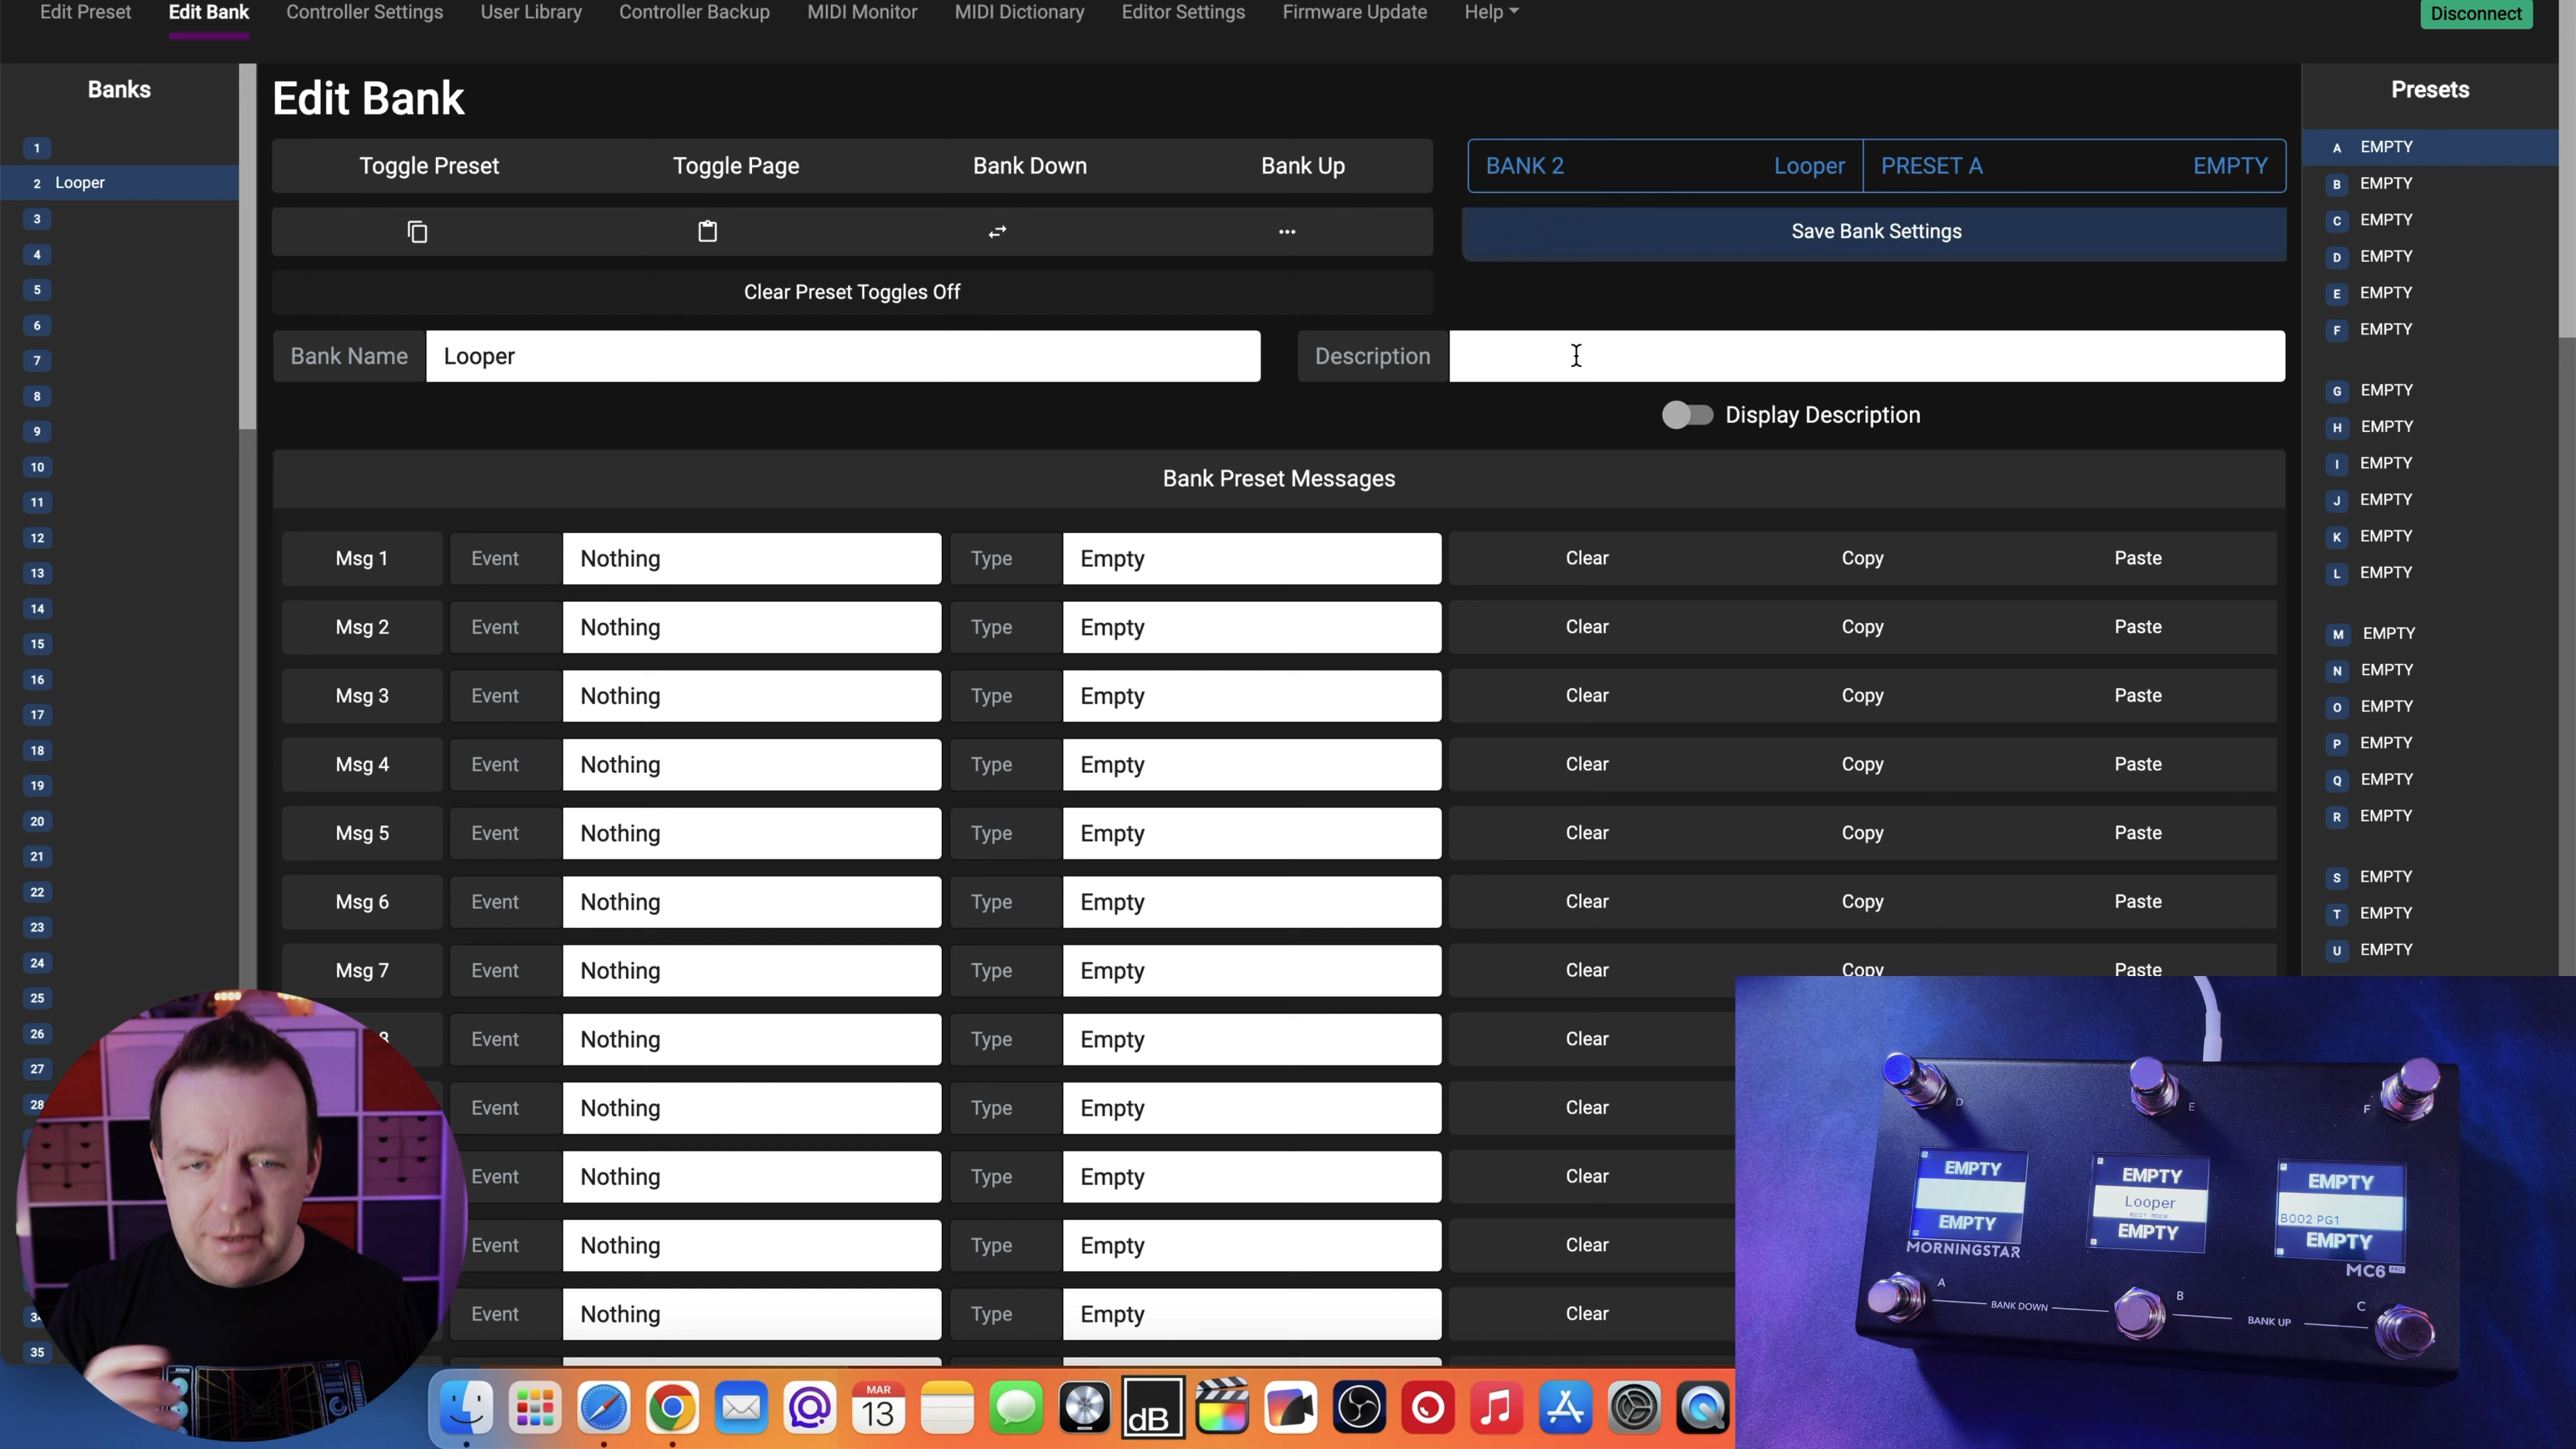 Edit Preset Edit Bank Controller Settings User Library Controller Backup MIDI Monitor MIDI Dictionary Editor Settings Firmware Update Help Disconnect
Banks
1
2 Looper
3
4
5
6
7
8
9
10
11
12
13
14
15
16
17
18
19
20
21
22
23
24
25
26
27
28
35
Edit Bank
Toggle Preset Toggle Page Bank Down Bank Up
BANK 2 Looper PRESET A EMPTY
Save Bank Settings
Clear Preset Toggles Off
Bank Name Looper Description
Display Description
Bank Preset Messages
Msg 1 Event Nothing Type Empty Clear Copy Paste
Msg 2 Event Nothing Type Empty Clear Copy Paste
Msg 3 Event Nothing Type Empty Clear Copy Paste
Msg 4 Event Nothing Type Empty Clear Copy Paste
Msg 5 Event Nothing Type Empty Clear Copy Paste
Msg 6 Event Nothing Type Empty Clear Copy Paste
Msg 7 Event Nothing Type Empty Clear Copy Paste
8 Event Nothing Type Empty Clear
Event Nothing Type Empty Clear
Event Nothing Type Empty Clear
Event Nothing Type Empty Clear
Event Nothing Type Empty Clear
Presets
A EMPTY
B EMPTY
C EMPTY
D EMPTY
E EMPTY
F EMPTY
G EMPTY
H EMPTY
I EMPTY
J EMPTY
K EMPTY
L EMPTY
M EMPTY
N EMPTY
O EMPTY
P EMPTY
Q EMPTY
R EMPTY
S EMPTY
T EMPTY
U EMPTY
D E F
EMPTY EMPTY EMPTY
Looper
EDIT MODE
B002 PG1
EMPTY EMPTY EMPTY
MORNINGSTAR MC6 PRO
A B C
BANK DOWN BANK UP
MAR
13
dB